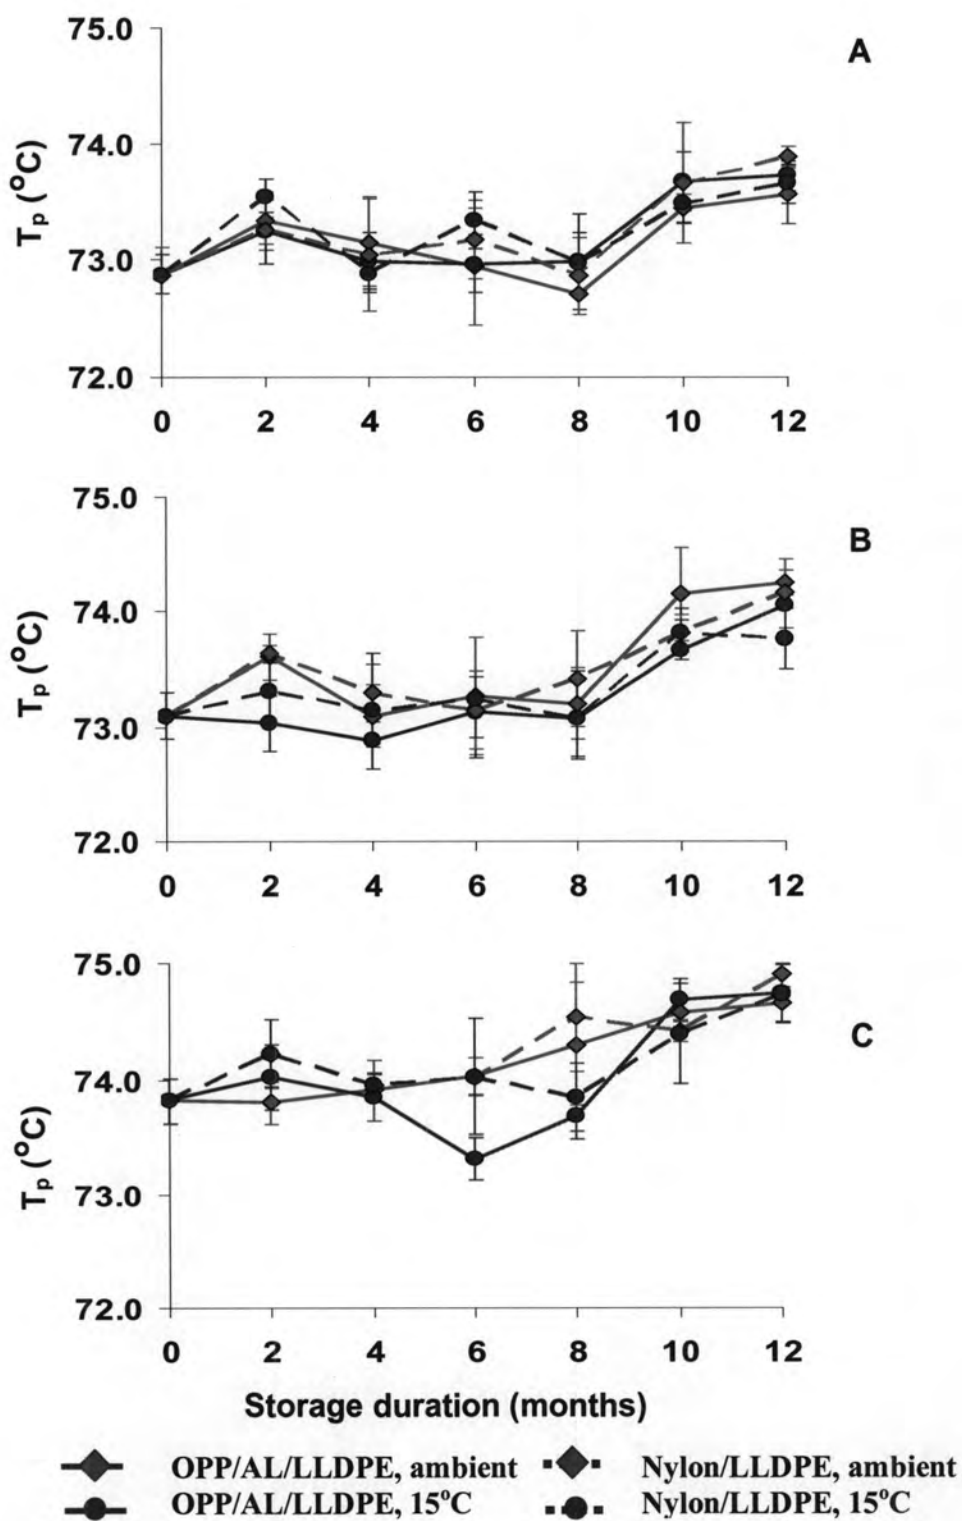 75.0
A
74.0
Tp (°C)
73.0
72.0
0 2 4 6 8 10 12
75.0
B
74.0
Tp (°C)
73.0
72.0
0 2 4 6 8 10 12
75.0
C
74.0
Tp (°C)
73.0
72.0
0 2 4 6 8 10 12
Storage duration (months)
OPP/AL/LLDPE, ambient Nylon/LLDPE, ambient
OPP/AL/LLDPE, 15°C Nylon/LLDPE, 15°C